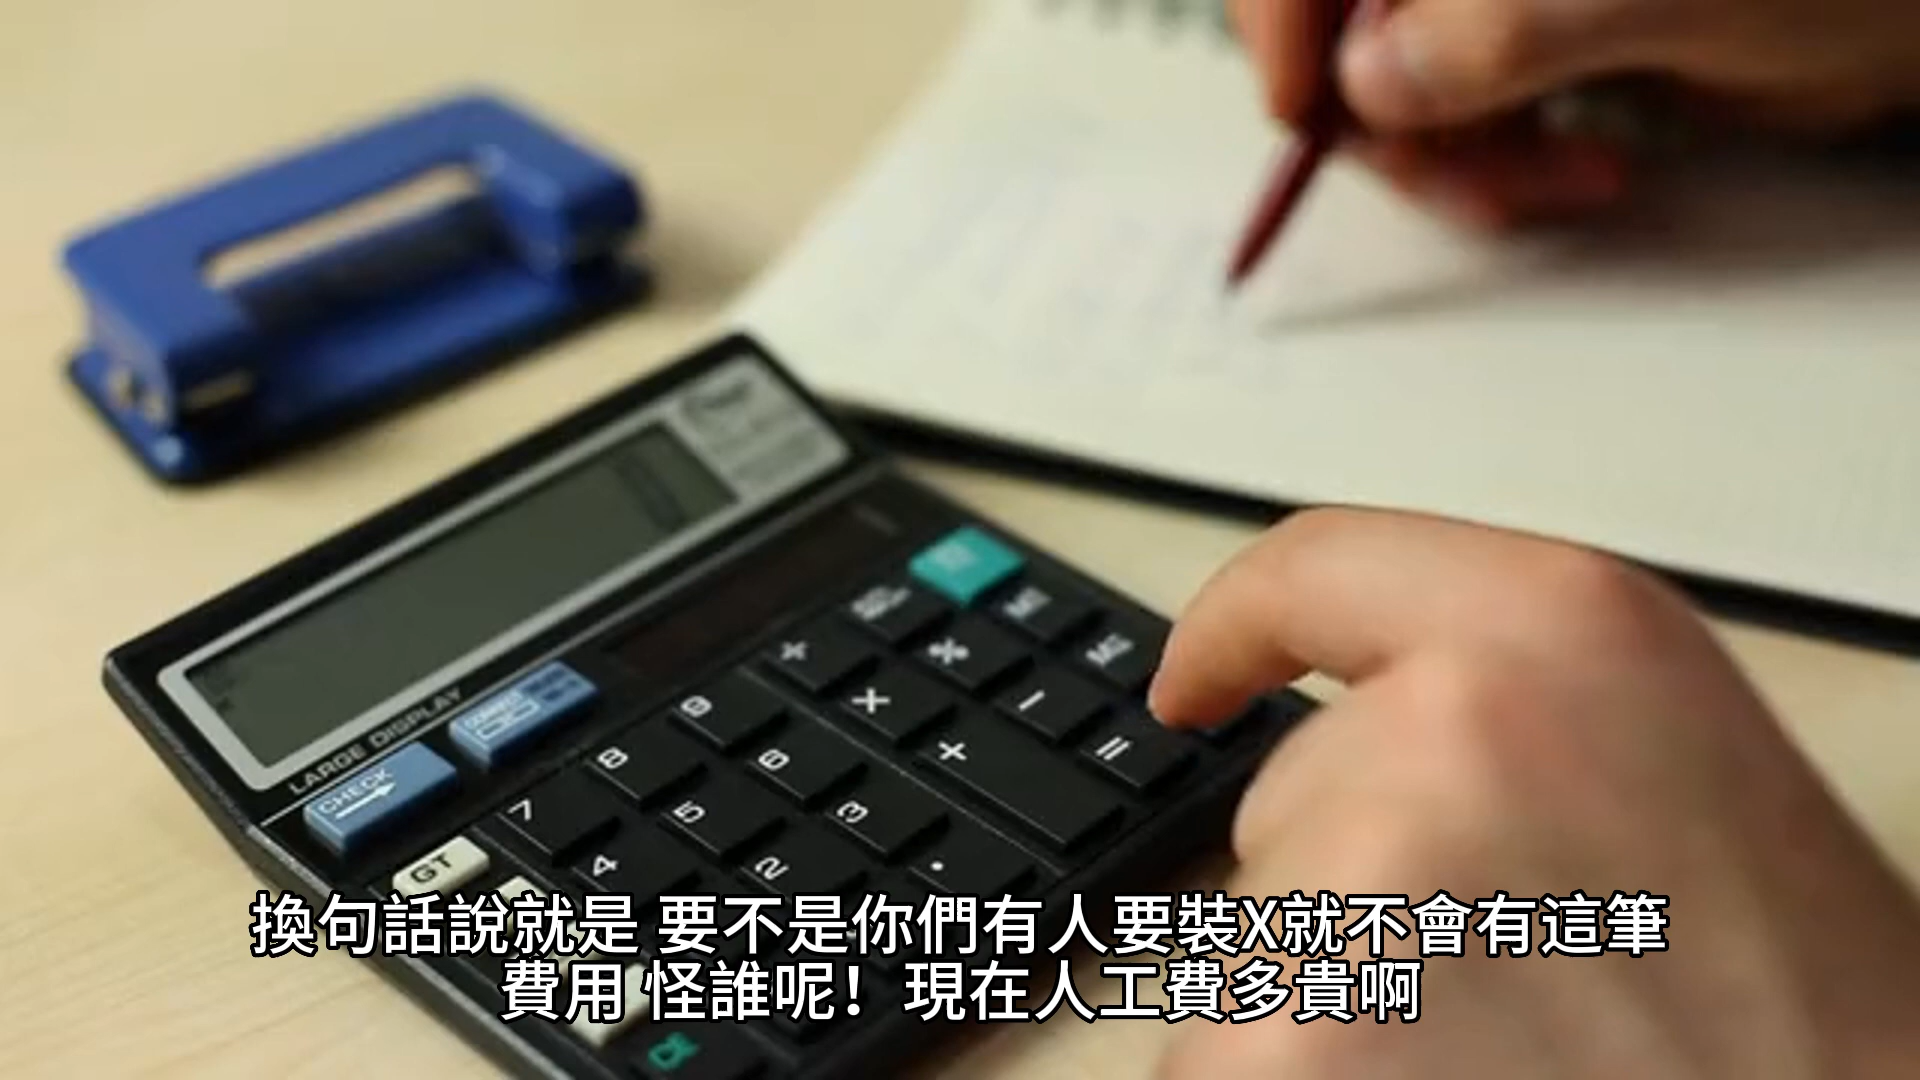 LARGE DISPLAY
CHECK
GT
÷
%
×
−
+
=
9
8
6
7
5
3
4
2
.
CE
換句話說就是 要不是你們有人要裝X就不會有這筆
費用 怪誰呢！現在人工費多貴啊